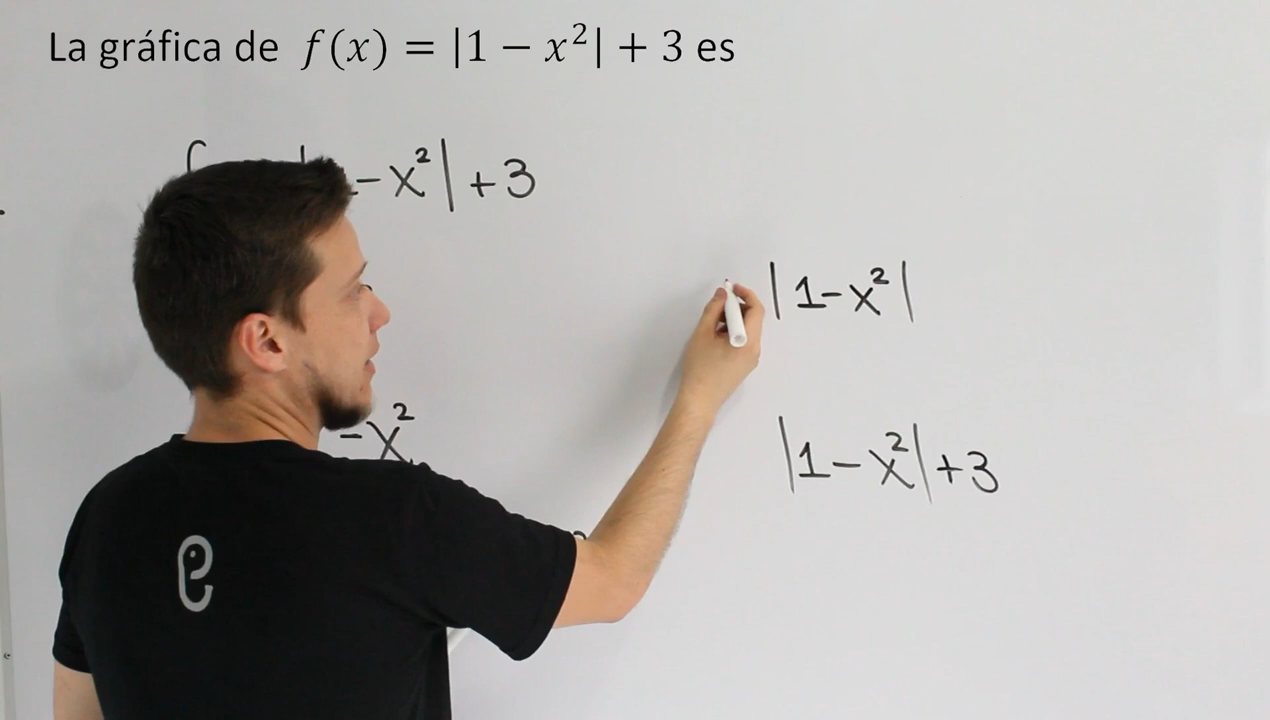 La gráfica de f(x) = |1 − x²| + 3 es
− x²| + 3
|1 − x²|
− x²
|1 − x²| + 3
e